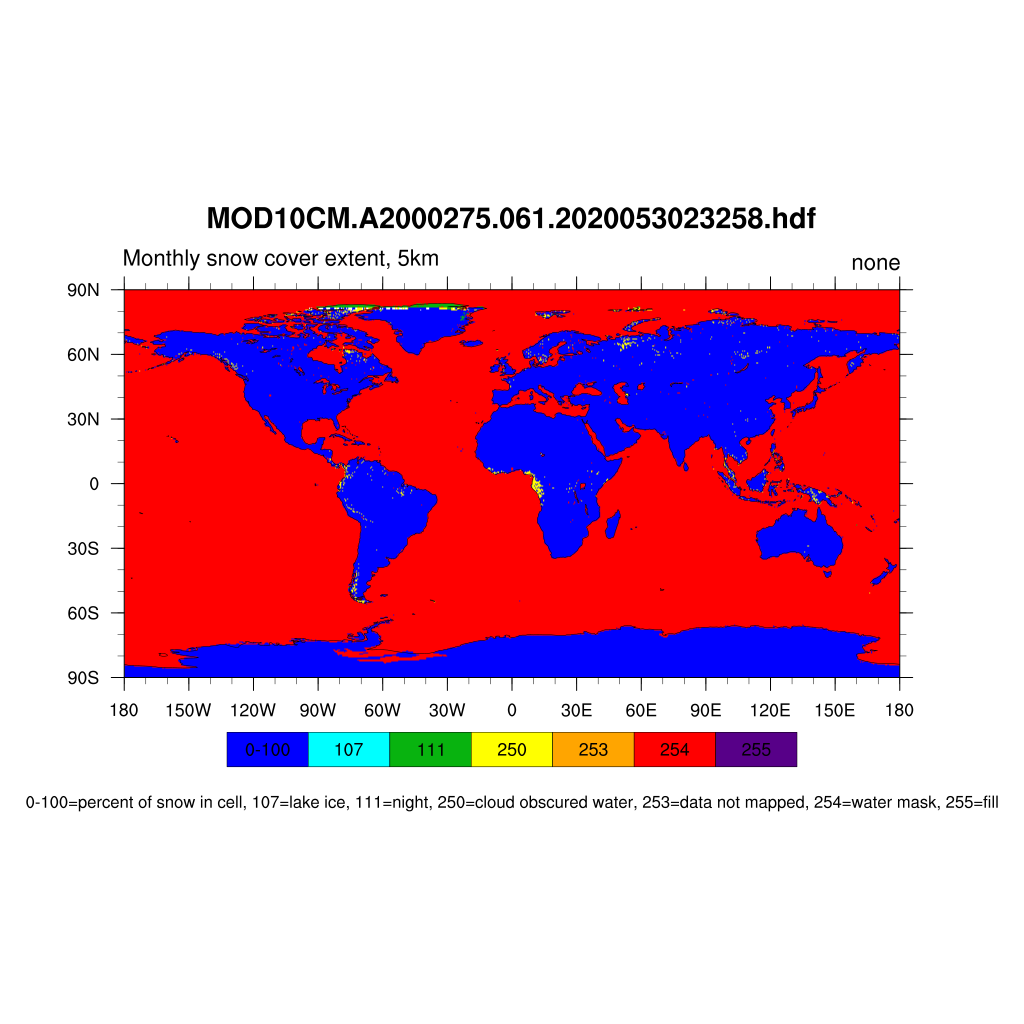 MOD10CM.A2000275.061.2020053023258.hdf
Monthly snow cover extent, 5km none
90N
60N
30N
0
30S
60S
90S
180 150W 120W 90W 60W 30W 0 30E 60E 90E 120E 150E 180
0-100 107 111 250 253 254 255
0-100=percent of snow in cell, 107=lake ice, 111=night, 250=cloud obscured water, 253=data not mapped, 254=water mask, 255=fill